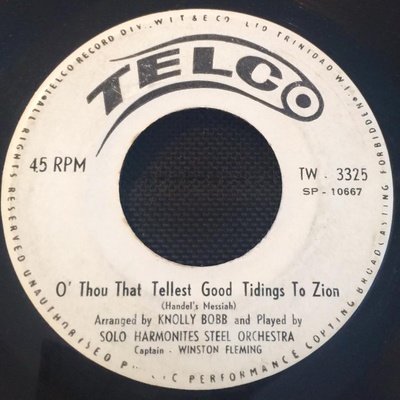 TELCO RECORD DIV., WIT & CO. LTD TRINIDAD W.I.
TELCO
45 RPM
TW - 3325
SP - 10667
O' Thou That Tellest Good Tidings To Zion
(Handel's Messiah)
Arranged by KNOLLY BOBB and Played by
SOLO HARMONITES STEEL ORCHESTRA
Captain - WINSTON FLEMING
ALL RIGHTS RESERVED UNAUTHORISED PUBLIC PERFORMANCE COPYING BROADCASTING FORBIDDEN